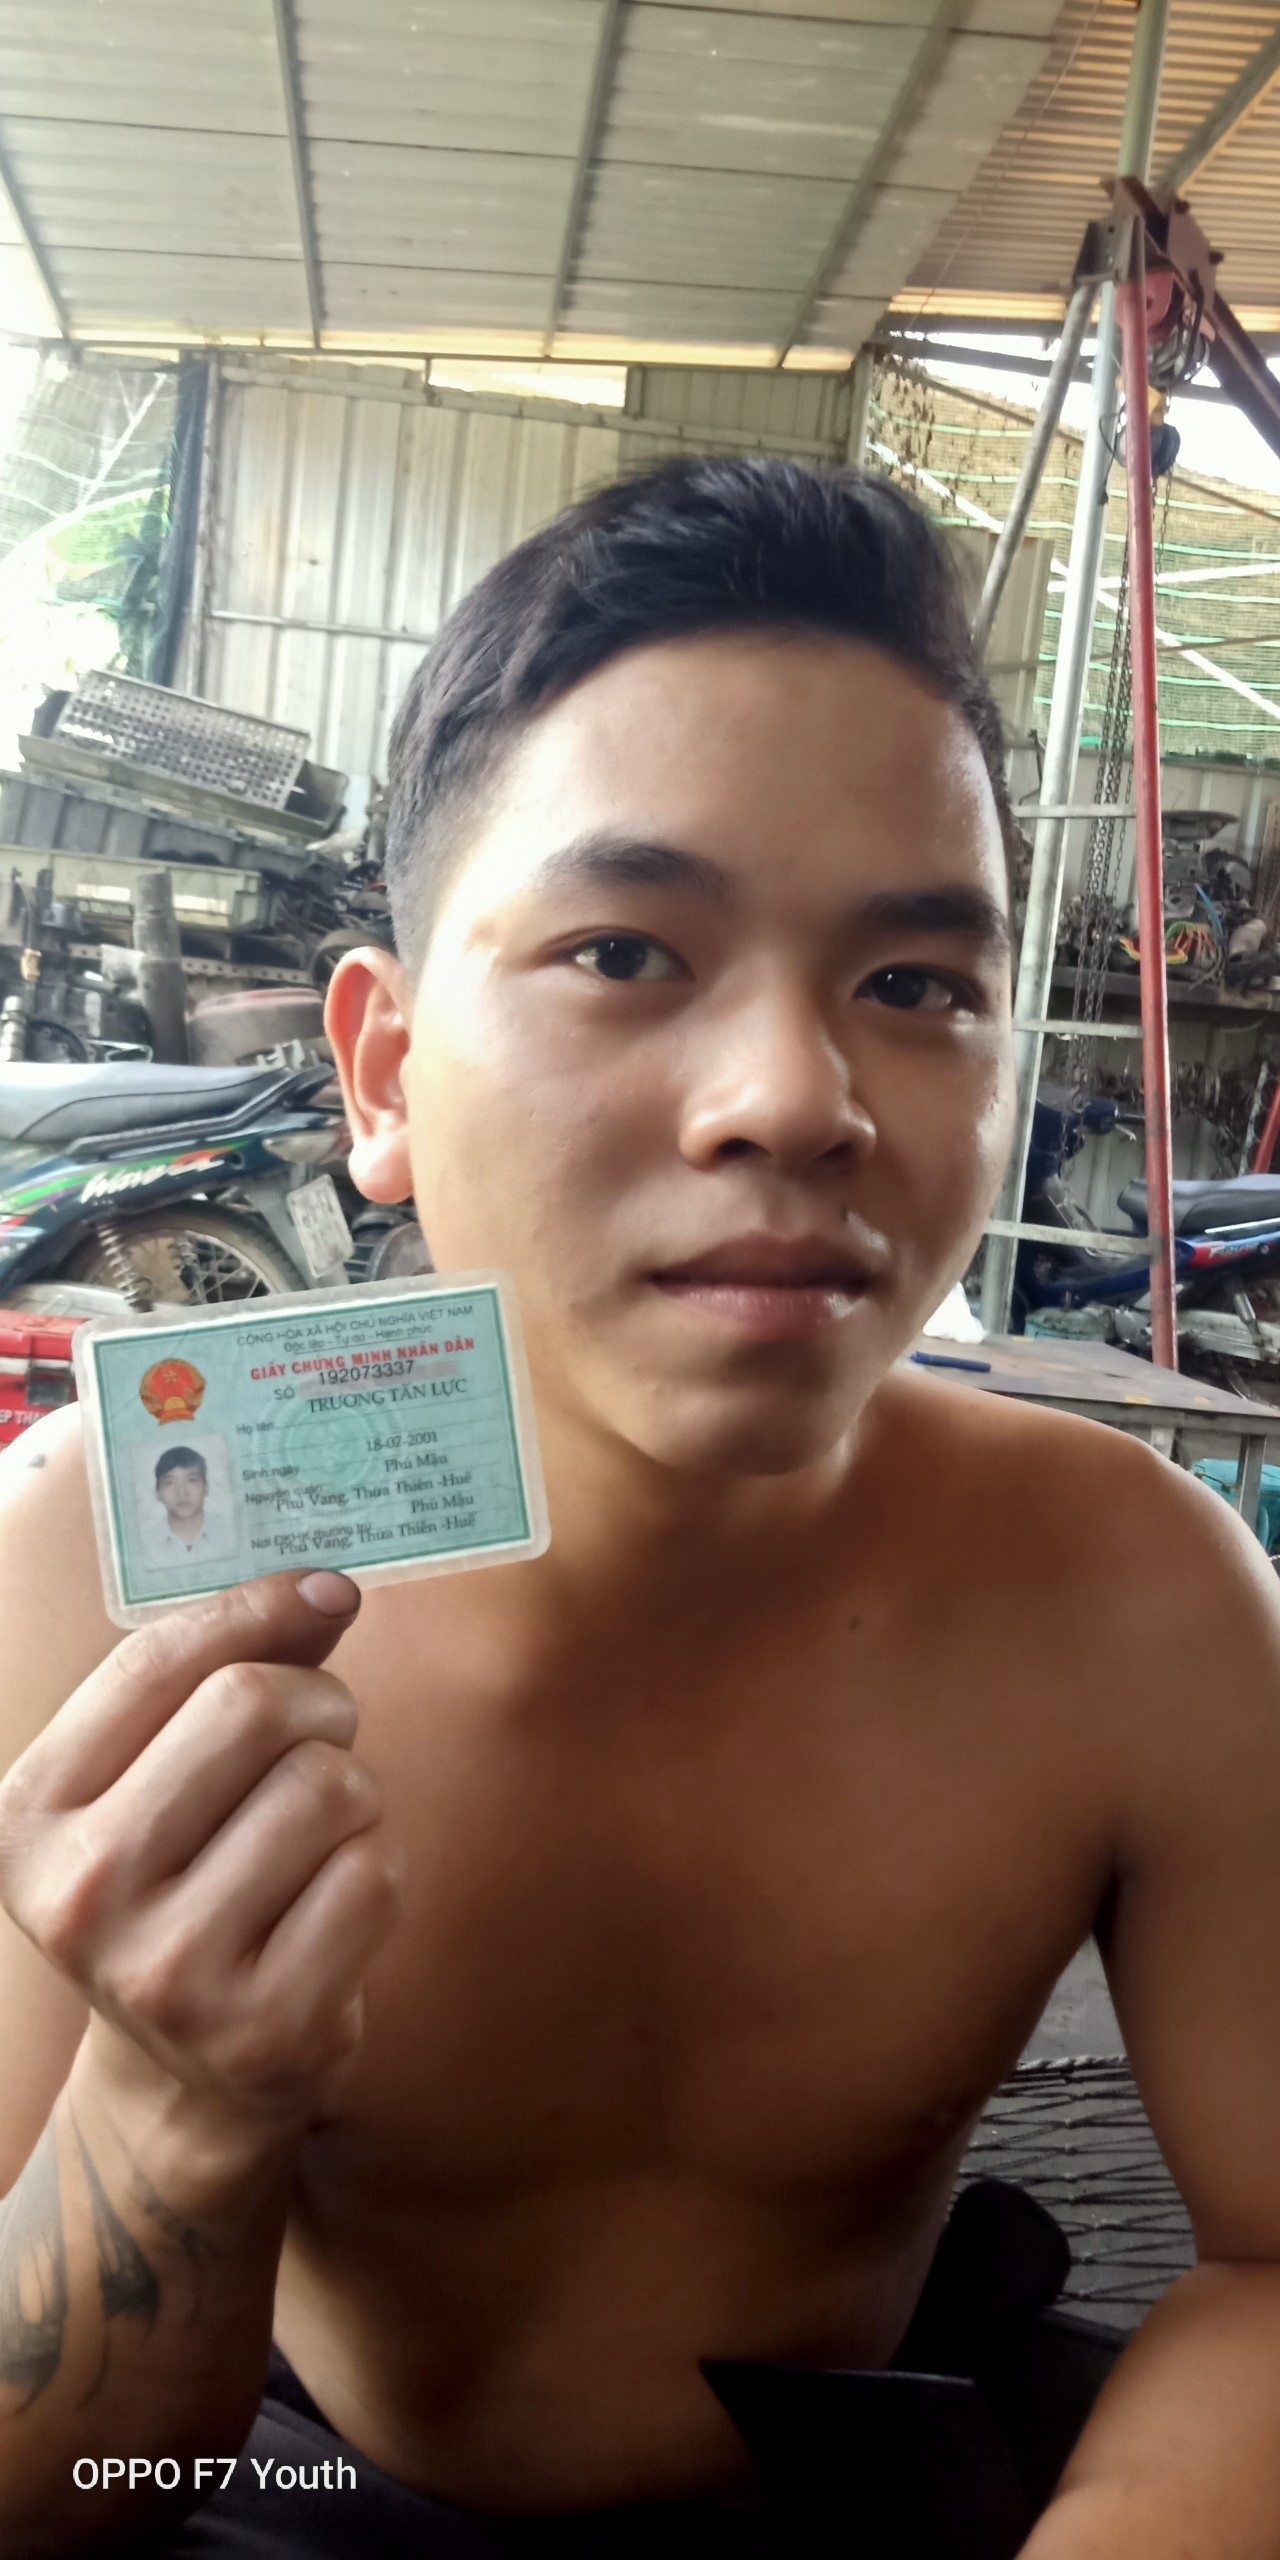 CỘNG HÒA XÃ HỘI CHỦ NGHĨA VIỆT NAM
Độc lập - Tự do - Hạnh phúc
GIẤY CHỨNG MINH NHÂN DÂN
SỐ 192073337
TRƯƠNG TẤN LỰC
Họ tên
18-07-2001
Sinh ngày
Phú Mậu
Nguyên quán
Phú Vang, Thừa Thiên -Huế
Phú Mậu
Nơi ĐKHK thường trú
Phú Vang, Thừa Thiên -Huế
Wave
OPPO F7 Youth